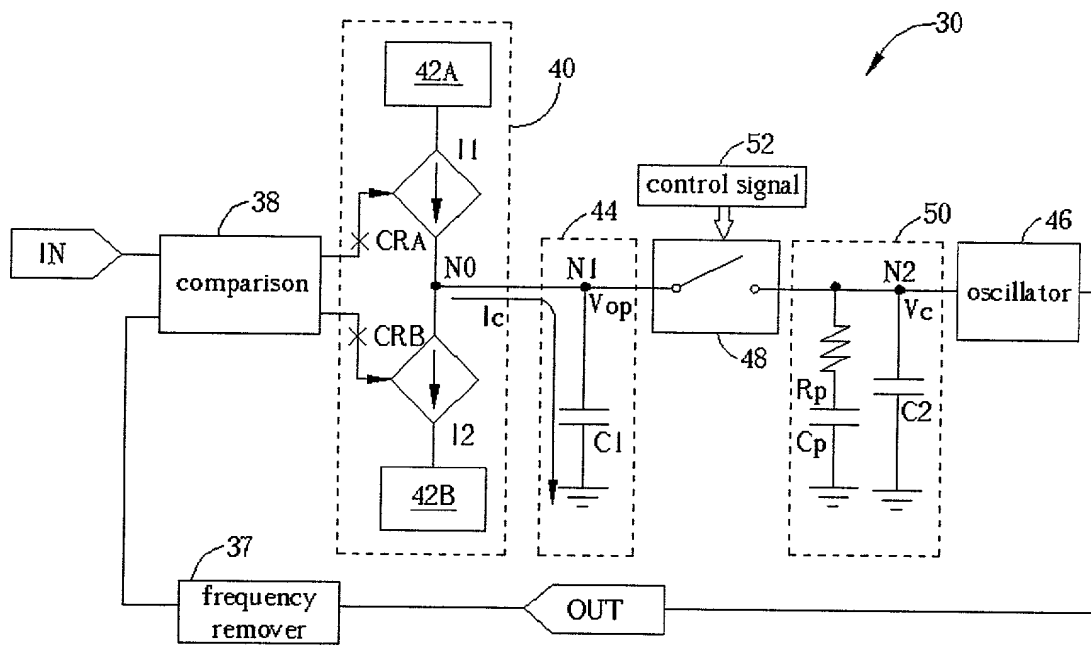 30
42A
40
I1
52
control signal
38
44
50
46
IN
CRA
comparison
N0
N1
N2
oscillator
Ic
Vop
Vc
CRB
48
Rp
I2
C1
Cp
C2
42B
37
frequency
remover
OUT